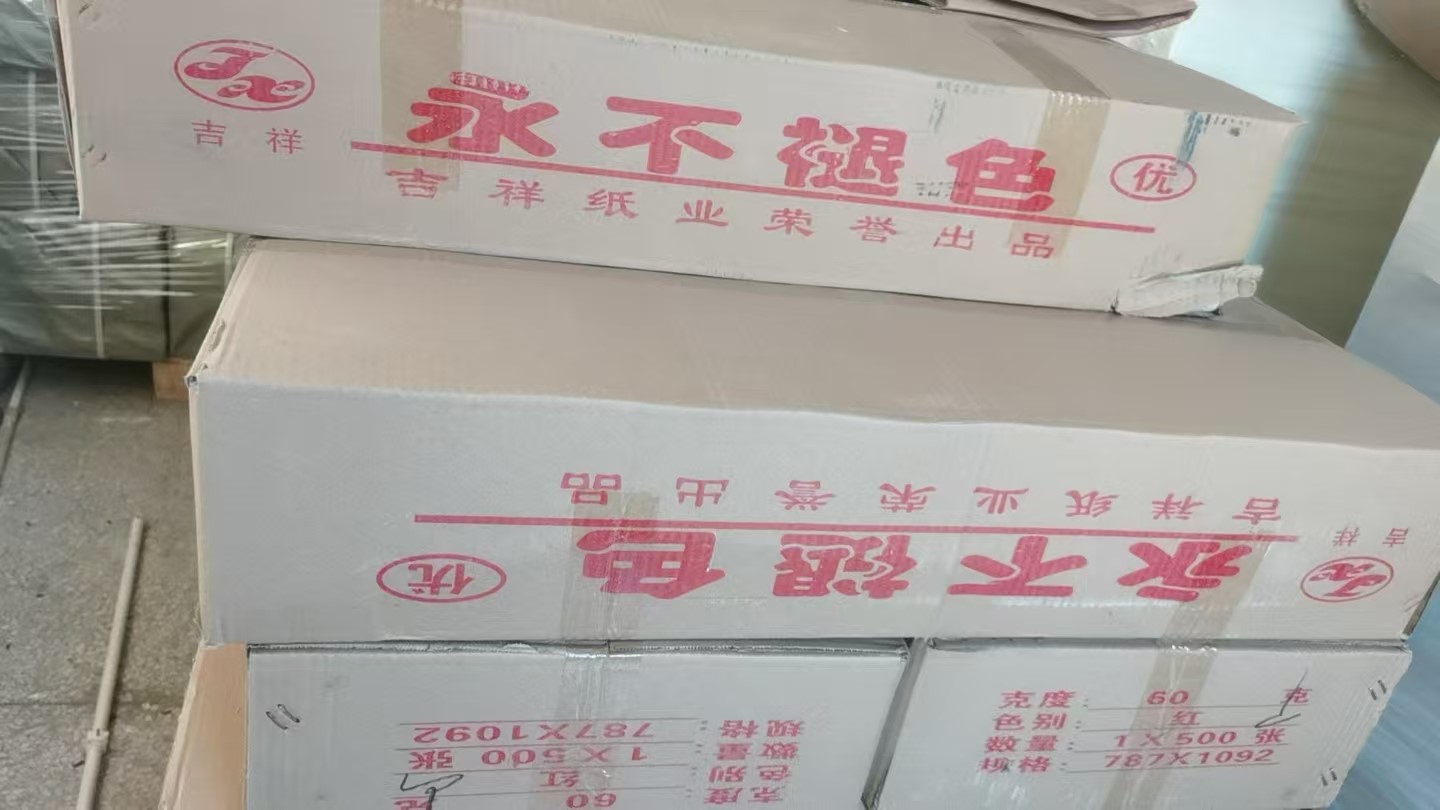 JX
吉祥
永不褪色
优
吉祥纸业荣誉出品
吉祥纸业荣誉出品
吉祥
永不褪色
优
JX
规格：787X1092
数量：1X500 张
色别：红
克度：60 克
克度：60 克
色别：红
数量：1X500 张
规格：787X1092